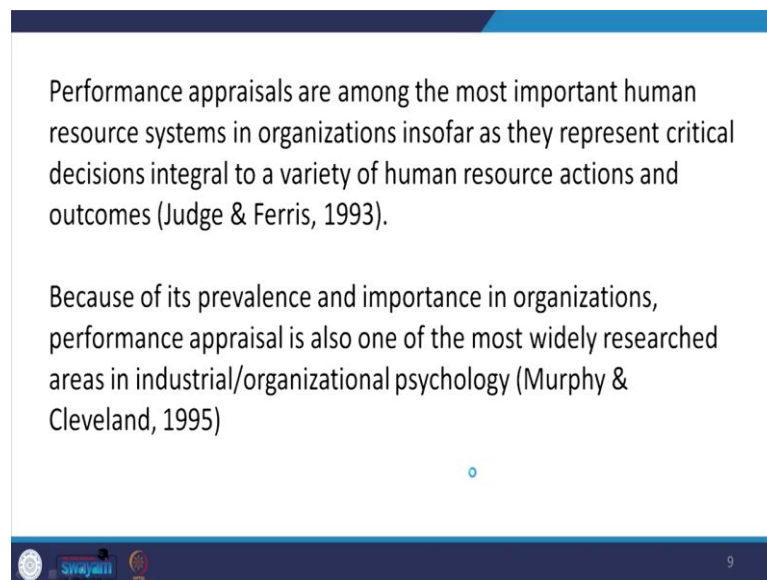 Performance appraisals are among the most important human
resource systems in organizations insofar as they represent critical
decisions integral to a variety of human resource actions and
outcomes (Judge & Ferris, 1993).
Because of its prevalence and importance in organizations,
performance appraisal is also one of the most widely researched
areas in industrial/organizational psychology (Murphy &
Cleveland, 1995)
swayam
9